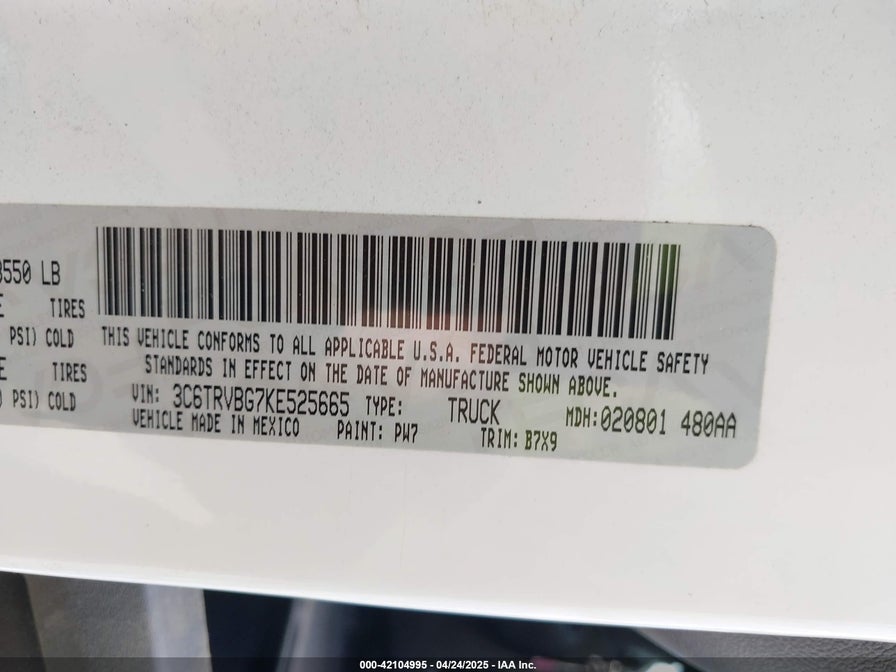 550 LB
TIRES
PSI) COLD
TIRES
PSI) COLD
THIS VEHICLE CONFORMS TO ALL APPLICABLE U.S.A. FEDERAL MOTOR VEHICLE SAFETY
STANDARDS IN EFFECT ON THE DATE OF MANUFACTURE SHOWN ABOVE.
VIN: 3C6TRVBG7KE525665 TYPE: TRUCK MDH:020801 480AA
VEHICLE MADE IN MEXICO PAINT: PW7 TRIM: B7X9
000-42104995 - 04/24/2025 - IAA Inc.